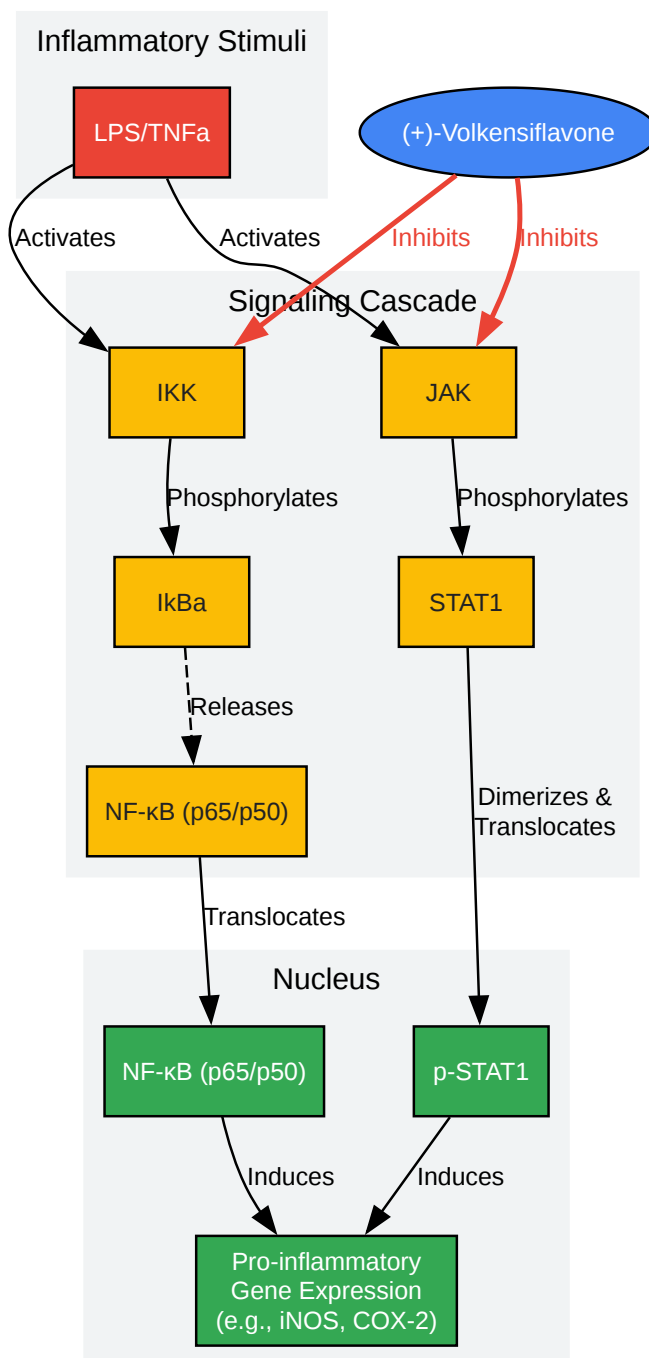 Inflammatory Stimuli
LPS/TNFa
(+)-Volkensiflavone
Activates
Activates
Inhibits
Inhibits
Signaling Cascade
IKK
JAK
Phosphorylates
Phosphorylates
IkBa
STAT1
Releases
NF-κB (p65/p50)
Dimerizes &
Translocates
Translocates
Nucleus
NF-κB (p65/p50)
p-STAT1
Induces
Induces
Pro-inflammatory
Gene Expression
(e.g., iNOS, COX-2)